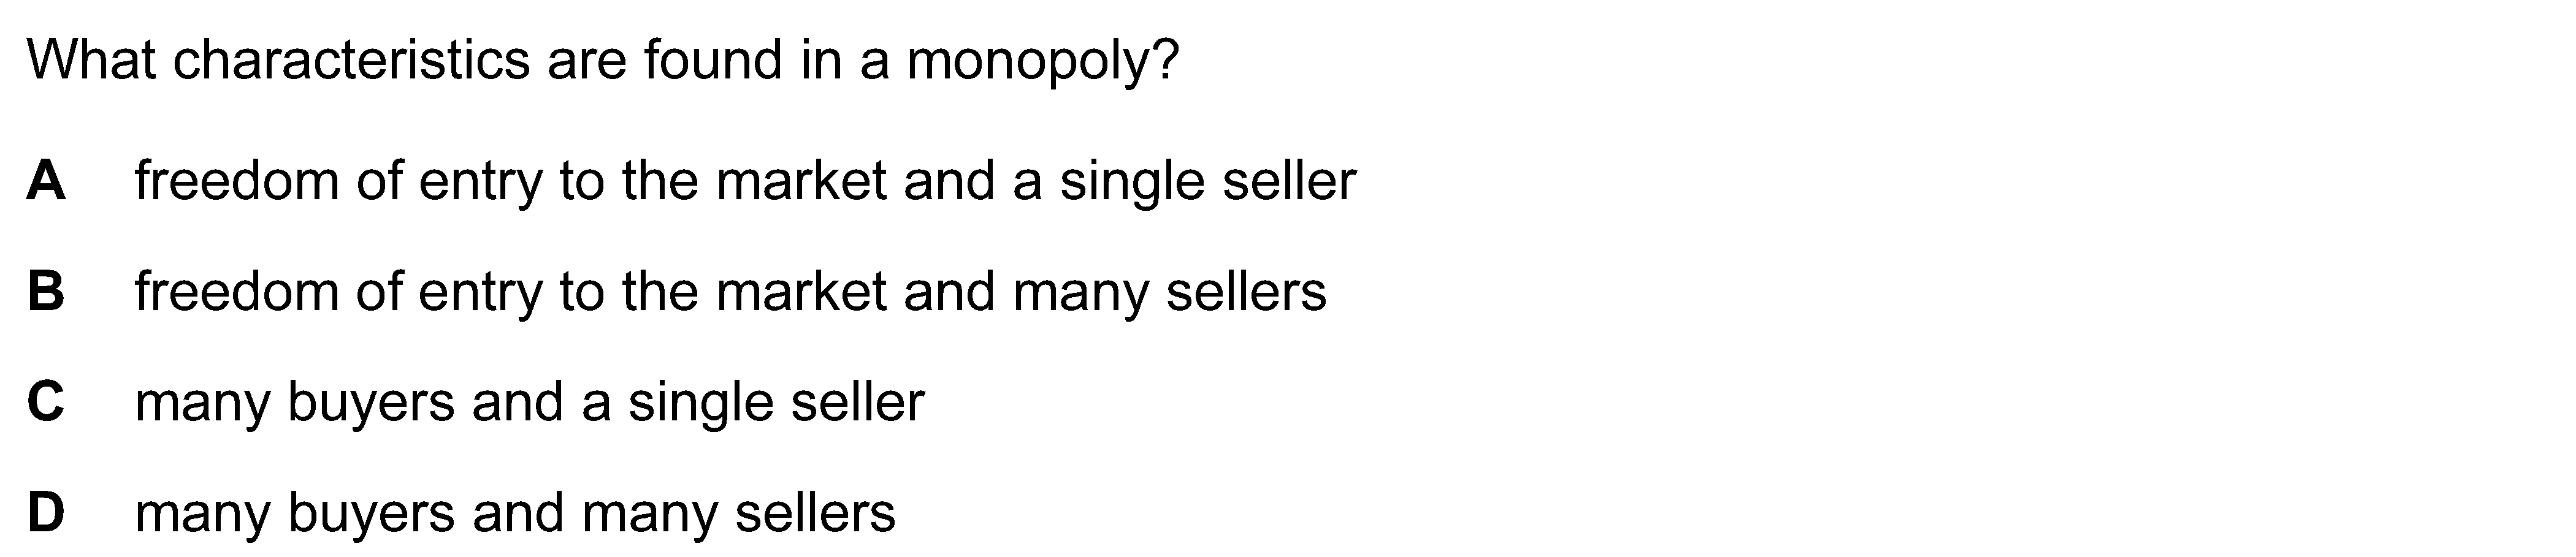 What characteristics are found in a monopoly?
A freedom of entry to the market and a single seller
B freedom of entry to the market and many sellers
C many buyers and a single seller
D many buyers and many sellers